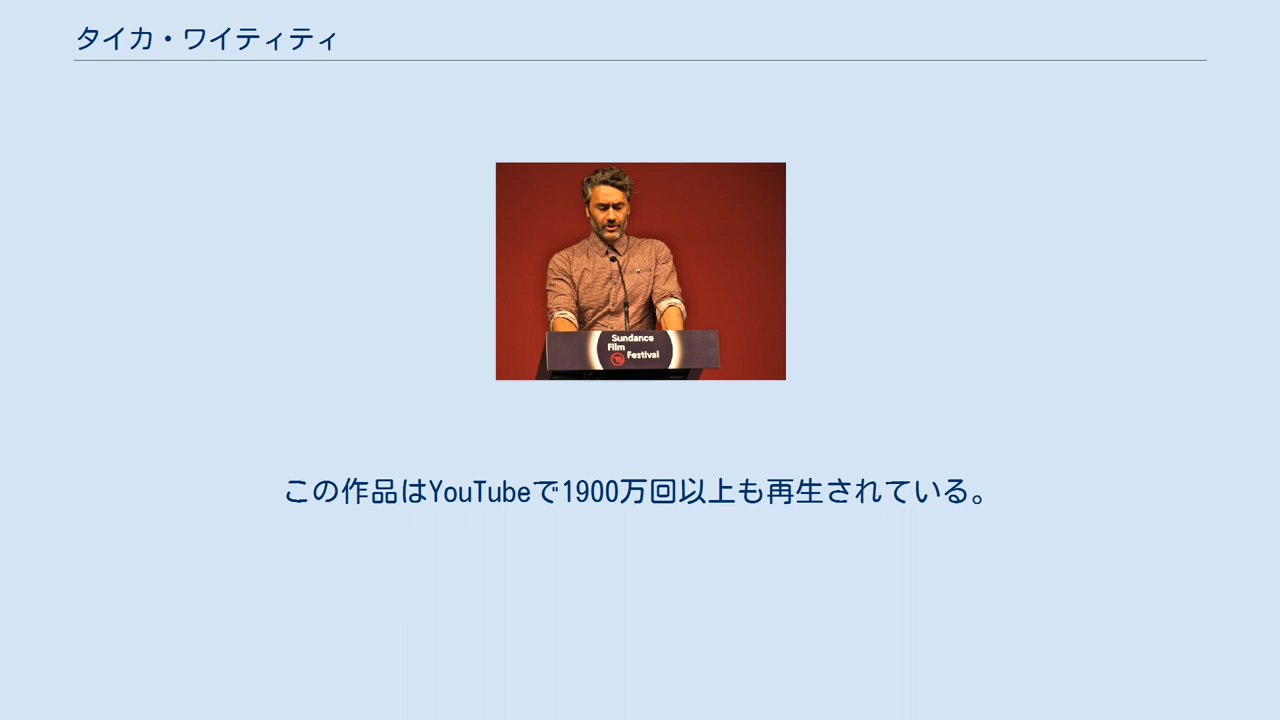 タイカ・ワイティティ
Sundance
Film
'15 Festival
この作品はYouTubeで1900万回以上も再生されている。